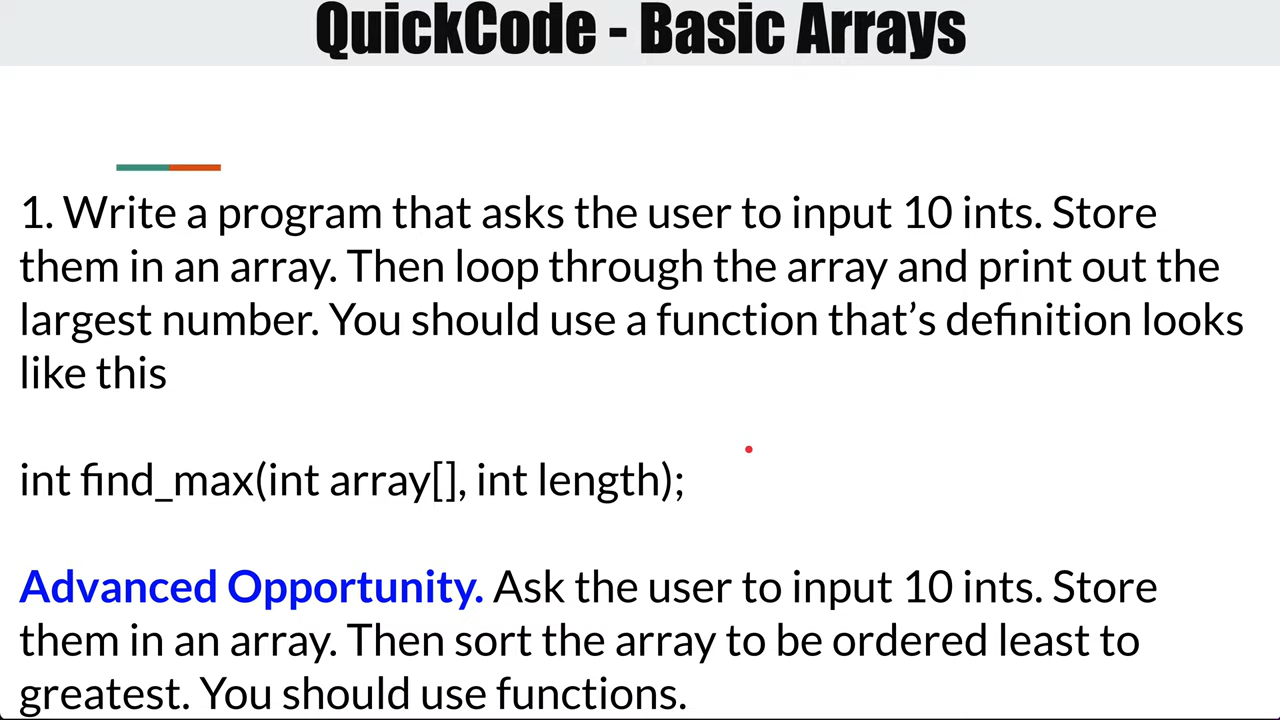 QuickCode - Basic Arrays
1. Write a program that asks the user to input 10 ints. Store
them in an array. Then loop through the array and print out the
largest number. You should use a function that’s definition looks
like this
int find_max(int array[], int length);
Advanced Opportunity. Ask the user to input 10 ints. Store
them in an array. Then sort the array to be ordered least to
greatest. You should use functions.